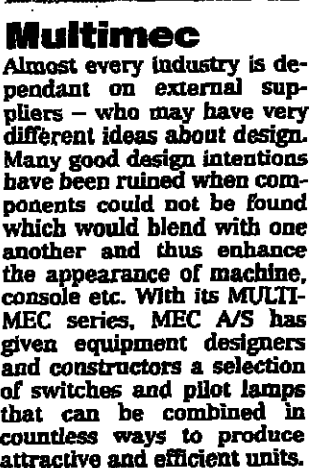 Multimec
Almost every industry is de-
pendant on external sup-
pliers – who may have very
different ideas about design.
Many good design intentions
have been ruined when com-
ponents could not be found
which would blend with one
another and thus enhance
the appearance of machine,
console etc. With its MULTI-
MEC series, MEC A/S has
given equipment designers
and constructors a selection
of switches and pilot lamps
that can be combined in
countless ways to produce
attractive and efficient units.